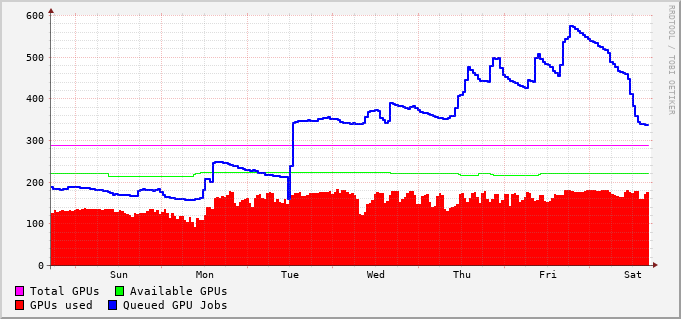 600
500
400
300
200
100
0
Sun Mon Tue Wed Thu Fri Sat
RRDTOOL / TOBI OETIKER
Total GPUs Available GPUs
GPUs used Queued GPU Jobs